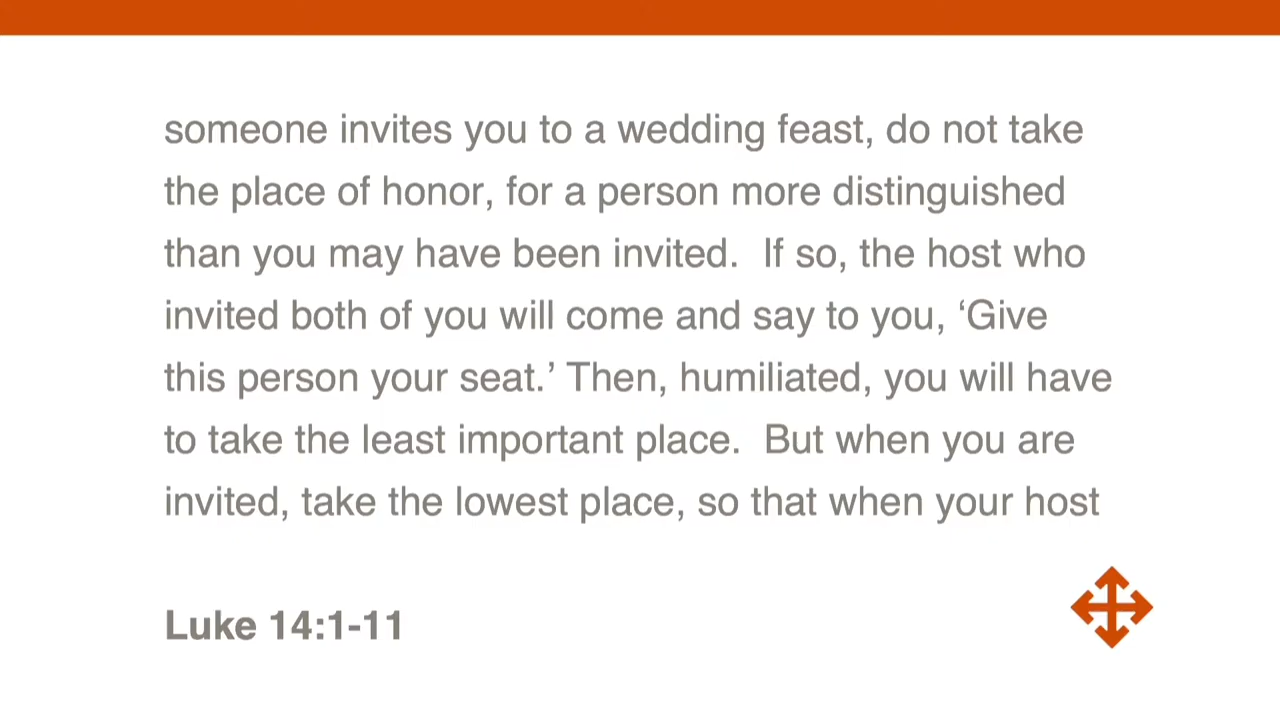 someone invites you to a wedding feast, do not take
the place of honor, for a person more distinguished
than you may have been invited.  If so, the host who
invited both of you will come and say to you, ‘Give
this person your seat.’ Then, humiliated, you will have
to take the least important place.  But when you are
invited, take the lowest place, so that when your host
Luke 14:1-11